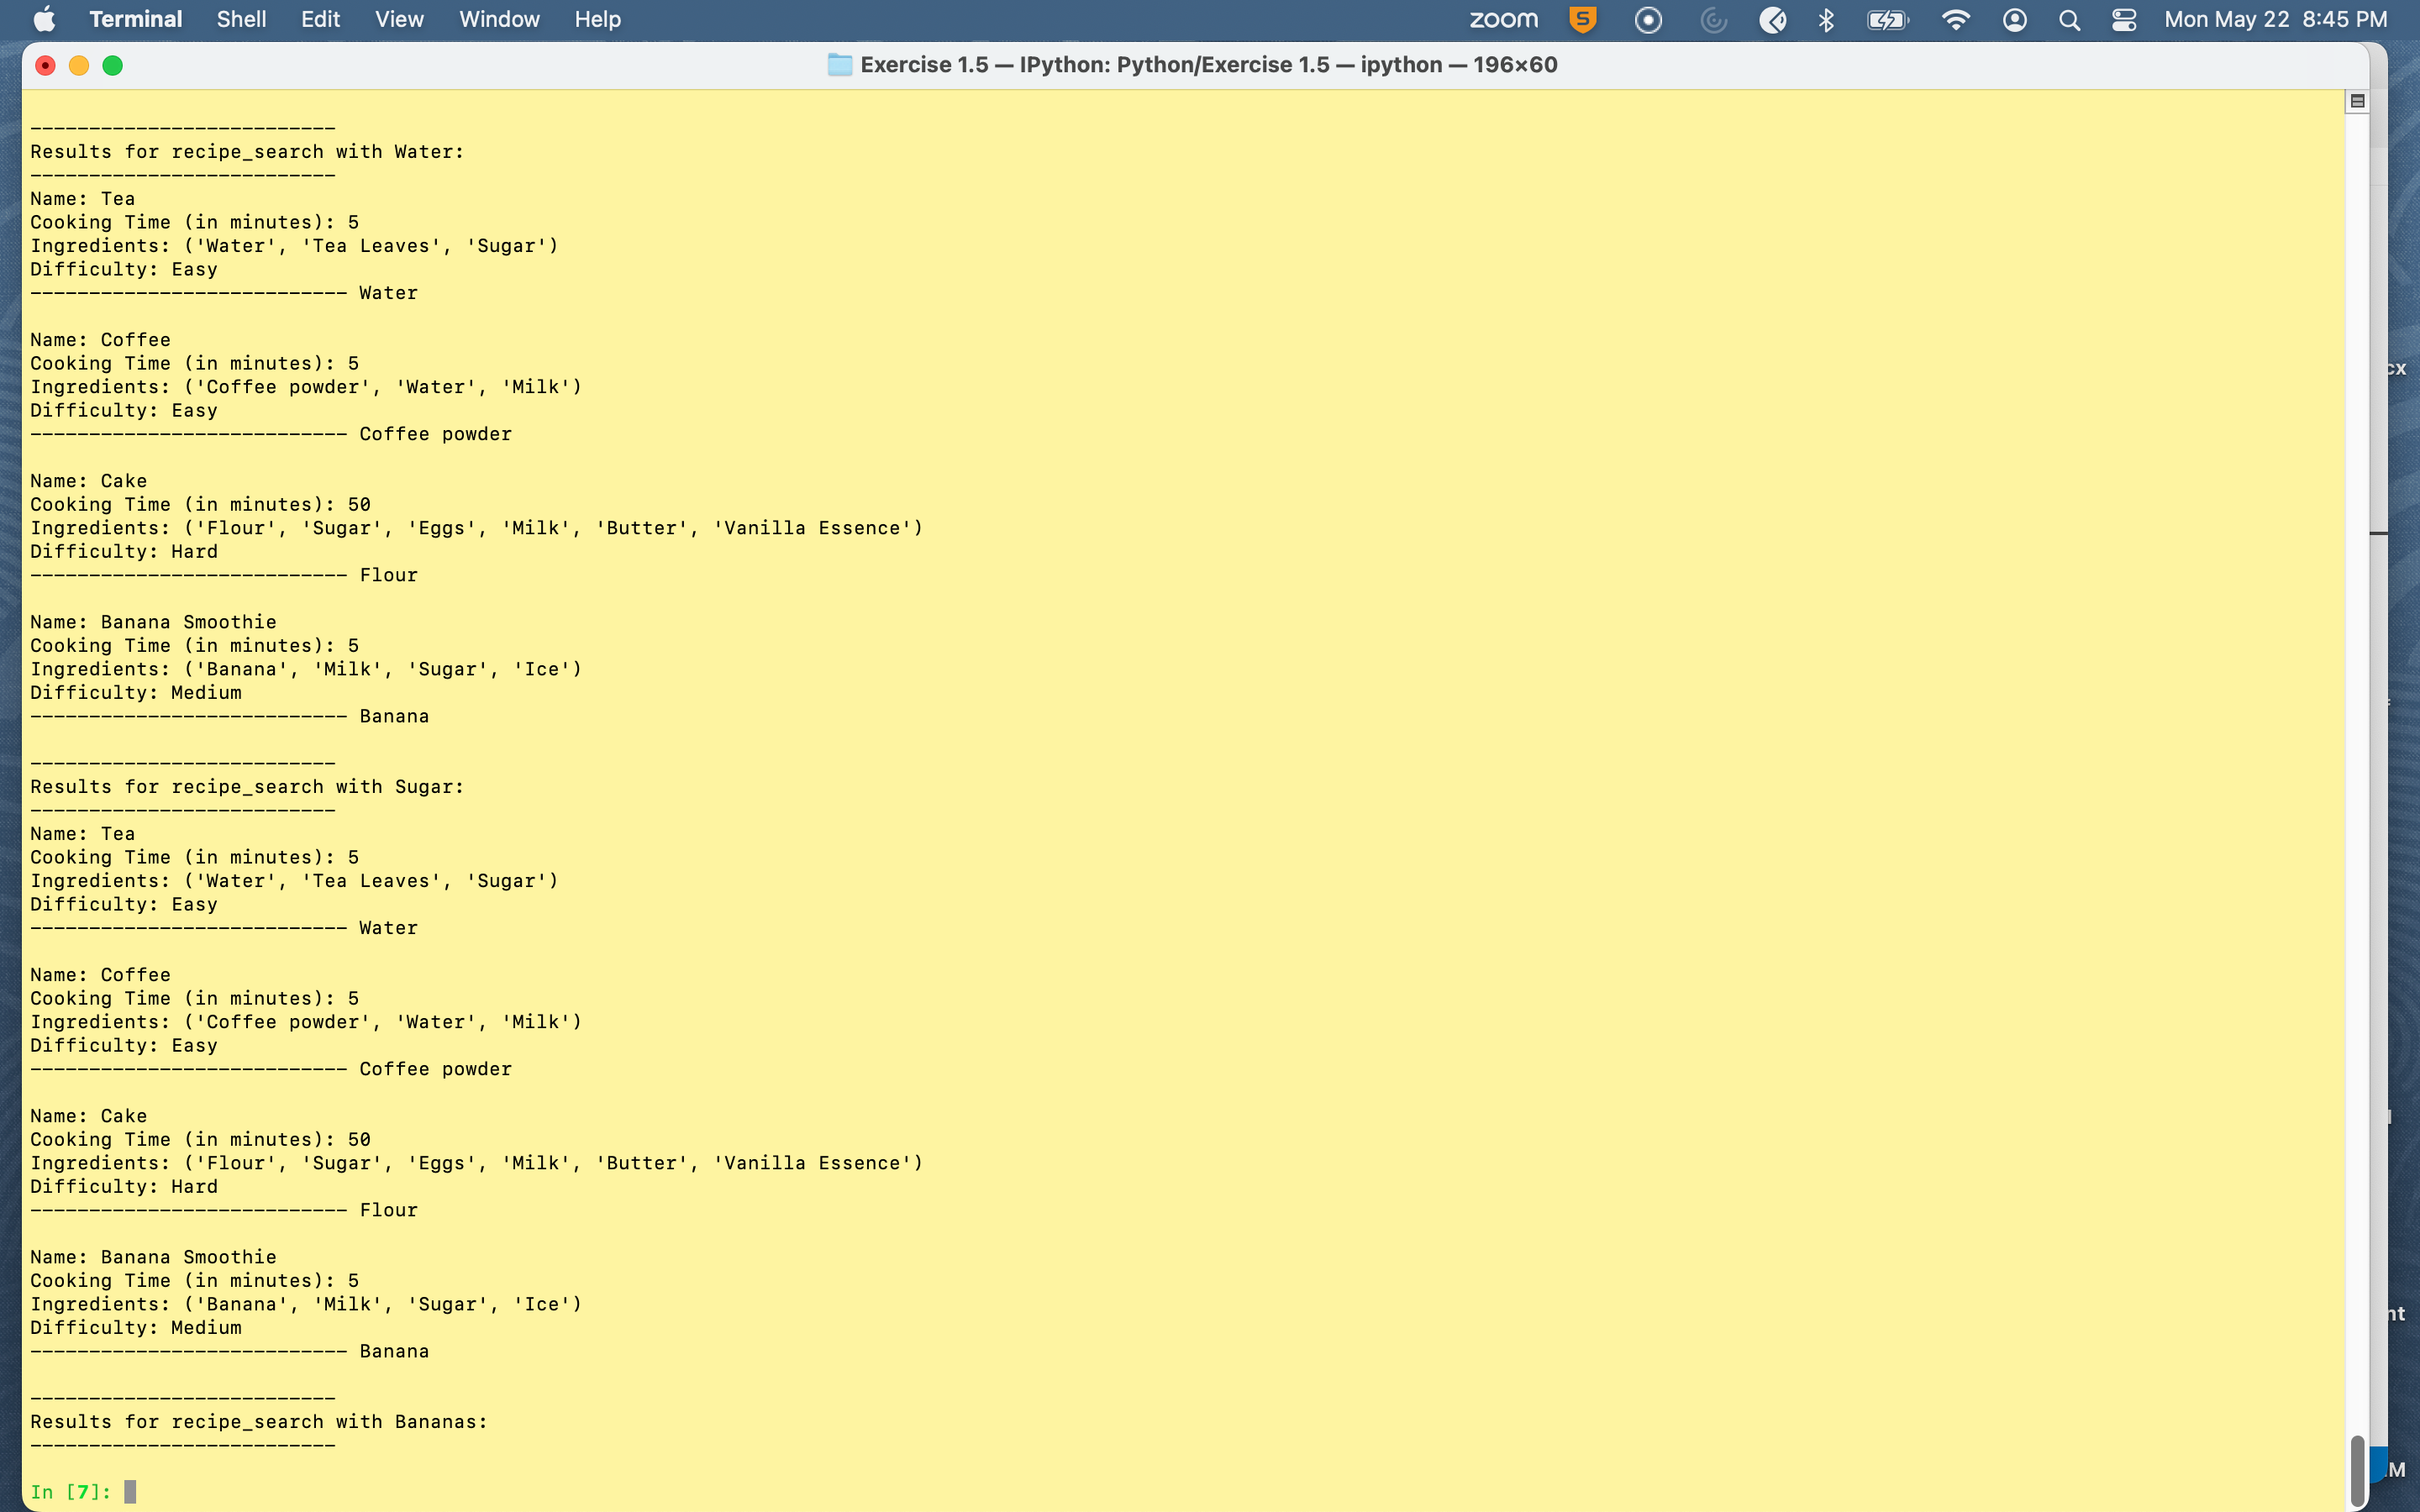 Terminal Shell Edit View Window Help zoom S Mon May 22 8:45 PM
Exercise 1.5 — IPython: Python/Exercise 1.5 — ipython — 196×60
--------------------------
Results for recipe_search with Water:
--------------------------
Name: Tea
Cooking Time (in minutes): 5
Ingredients: ('Water', 'Tea Leaves', 'Sugar')
Difficulty: Easy
--------------------------- Water
Name: Coffee
Cooking Time (in minutes): 5
Ingredients: ('Coffee powder', 'Water', 'Milk')
Difficulty: Easy
--------------------------- Coffee powder
Name: Cake
Cooking Time (in minutes): 50
Ingredients: ('Flour', 'Sugar', 'Eggs', 'Milk', 'Butter', 'Vanilla Essence')
Difficulty: Hard
--------------------------- Flour
Name: Banana Smoothie
Cooking Time (in minutes): 5
Ingredients: ('Banana', 'Milk', 'Sugar', 'Ice')
Difficulty: Medium
--------------------------- Banana
--------------------------
Results for recipe_search with Sugar:
--------------------------
Name: Tea
Cooking Time (in minutes): 5
Ingredients: ('Water', 'Tea Leaves', 'Sugar')
Difficulty: Easy
--------------------------- Water
Name: Coffee
Cooking Time (in minutes): 5
Ingredients: ('Coffee powder', 'Water', 'Milk')
Difficulty: Easy
--------------------------- Coffee powder
Name: Cake
Cooking Time (in minutes): 50
Ingredients: ('Flour', 'Sugar', 'Eggs', 'Milk', 'Butter', 'Vanilla Essence')
Difficulty: Hard
--------------------------- Flour
Name: Banana Smoothie
Cooking Time (in minutes): 5
Ingredients: ('Banana', 'Milk', 'Sugar', 'Ice')
Difficulty: Medium
--------------------------- Banana
--------------------------
Results for recipe_search with Bananas:
--------------------------
In [7]: